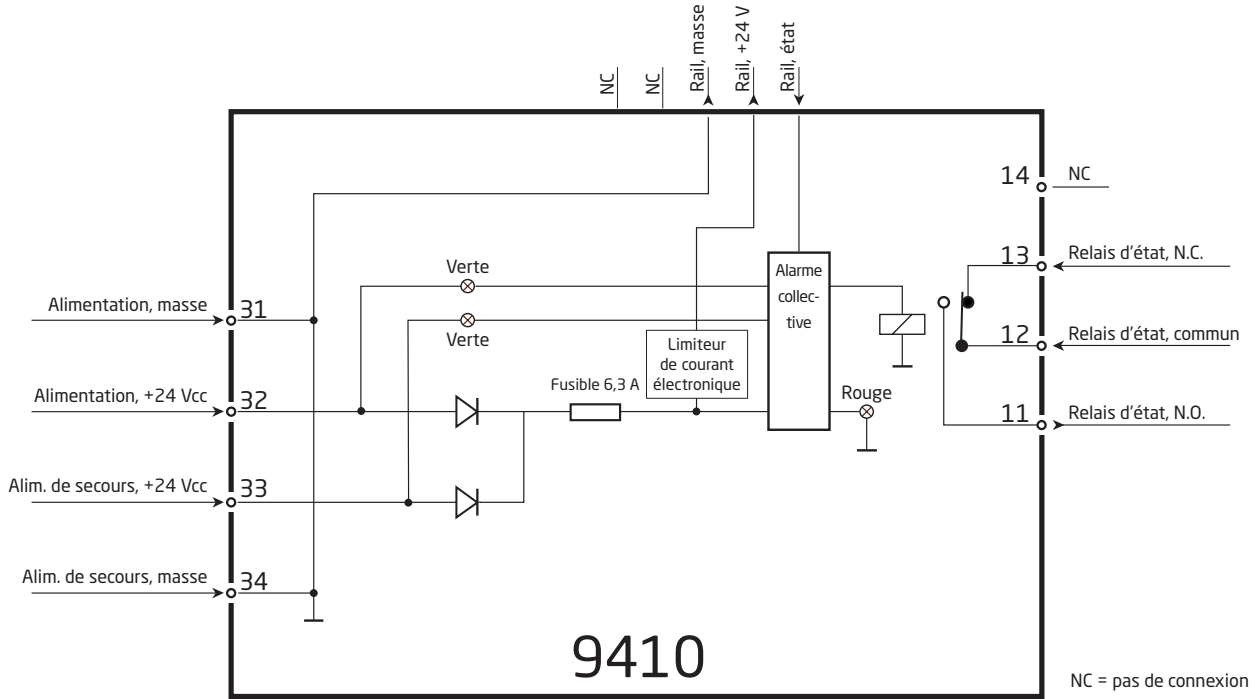 NC
NC
Rail, masse
Rail, +24 V
Rail, état
14
NC
13
Relais d'état, N.C.
12
Relais d'état, commun
11
Relais d'état, N.O.
Verte
Verte
Alarme
collec-
tive
Alimentation, masse
31
Limiteur
de courant
électronique
Fusible 6,3 A
Rouge
Alimentation, +24 Vcc
32
Alim. de secours, +24 Vcc
33
Alim. de secours, masse
34
9410
NC = pas de connexion